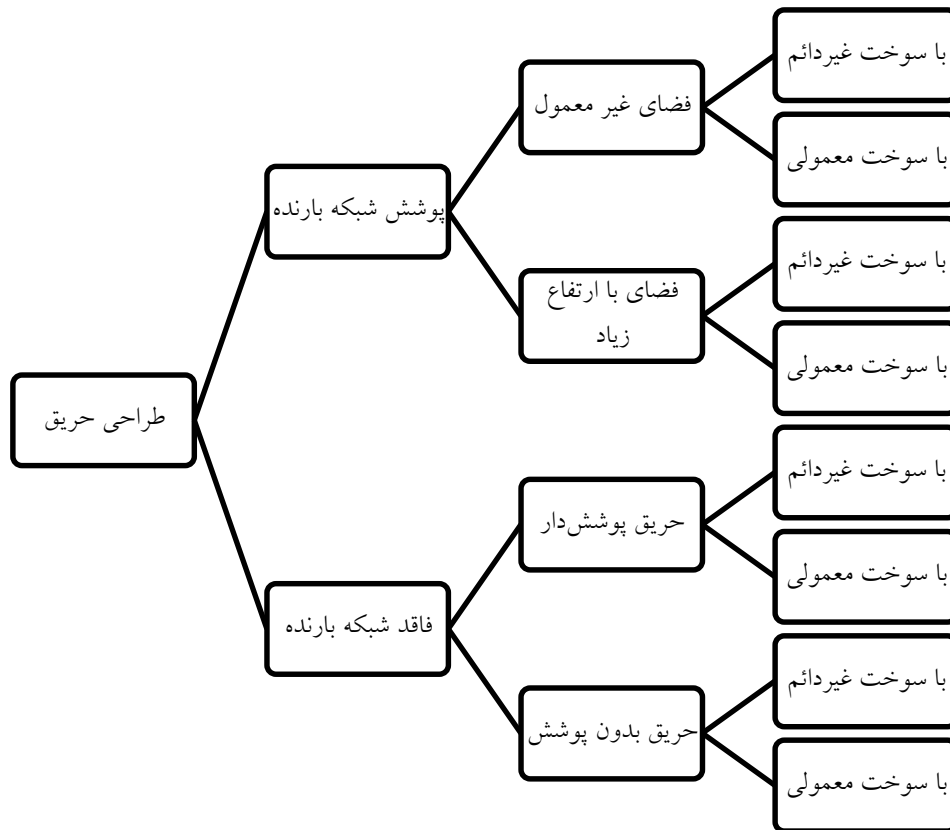 طراحی حریق
پوشش شبکه بارنده
فضای غیر معمول
با سوخت غیردائم
با سوخت معمولی
فضای با ارتفاع
زیاد
با سوخت غیردائم
با سوخت معمولی
فاقد شبکه بارنده
حریق پوشش‌دار
با سوخت غیردائم
با سوخت معمولی
حریق بدون پوشش
با سوخت غیردائم
با سوخت معمولی